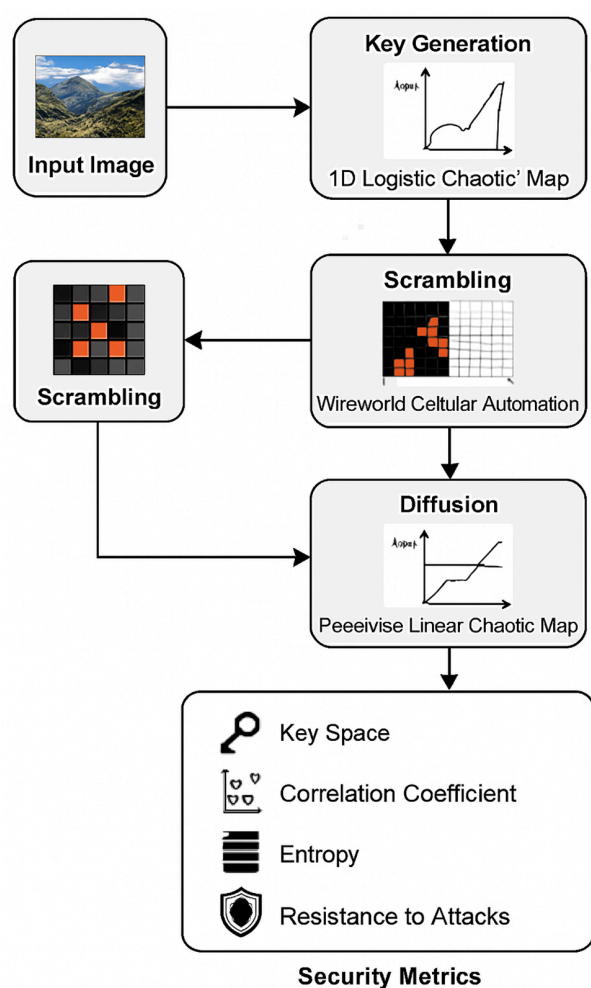 Key Generation
Input Image
1D Logistic Chaotic’ Map
Scrambling
Scrambling
Wireworld Celtular Automation
Diffusion
Peeeivise Linear Chaotic Map
Key Space
Correlation Coefficient
Entropy
Resistance to Attacks
Security Metrics